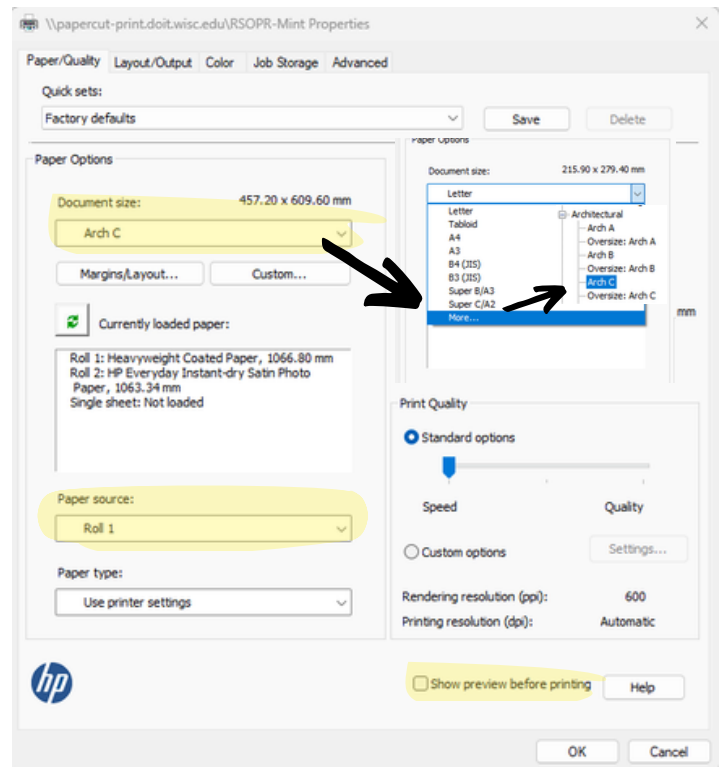 \\papercut-print.doit.wisc.edu\RSOPR-Mint Properties
Paper/Quality Layout/Output Color Job Storage Advanced
Quick sets:
Factory defaults
Save
Delete
Paper Options
Document size: 457.20 x 609.60 mm
Arch C
Margins/Layout...
Custom...
Currently loaded paper:
Roll 1: Heavyweight Coated Paper, 1066.80 mm
Roll 2: HP Everyday Instant-dry Satin Photo
Paper, 1063.34 mm
Single sheet: Not loaded
Paper source:
Roll 1
Paper type:
Use printer settings
Paper Options
Document size: 215.90 x 279.40 mm
Letter
Letter
Tabloid
A4
A3
B4 (JIS)
B3 (JIS)
Super B/A3
Super C/A2
More...
Architectural
Arch A
Oversize: Arch A
Arch B
Oversize: Arch B
Arch C
Oversize: Arch C
mm
Print Quality
Standard options
Speed
Quality
Custom options
Settings...
Rendering resolution (ppi): 600
Printing resolution (dpi): Automatic
hp
Show preview before printing
Help
OK
Cancel